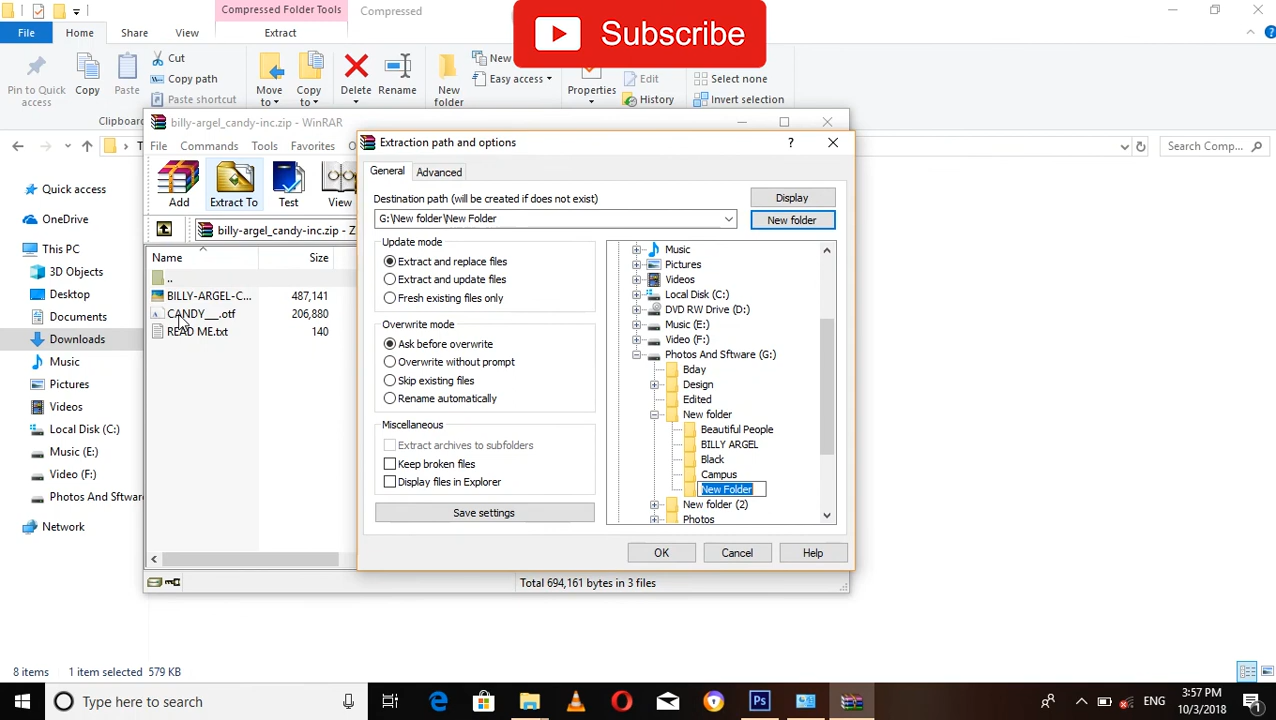 Compressed Folder Tools
Compressed
Subscribe
File
Home
Share
View
Extract
Pin to Quick access
Copy
Paste
Cut
Copy path
Paste shortcut
Move to
Copy to
Delete
Rename
New folder
New
Easy access
Properties
Edit
History
Select none
Invert selection
Search Comp...
Quick access
OneDrive
This PC
3D Objects
Desktop
Documents
Downloads
Music
Pictures
Videos
Local Disk (C:)
Music (E:)
Video (F:)
Photos And Sftwar
Network
billy-argel_candy-inc.zip - WinRAR
File
Commands
Tools
Favorites
Add
Extract To
Test
View
billy-argel_candy-inc.zip - Z
Name
Size
..
BILLY-ARGEL-C... 487,141
CANDY___.otf 206,880
READ ME.txt 140
Total 694,161 bytes in 3 files
Extraction path and options
?
General
Advanced
Destination path (will be created if does not exist)
Display
G:\New folder\New Folder
New folder
Update mode
Extract and replace files
Extract and update files
Fresh existing files only
Overwrite mode
Ask before overwrite
Overwrite without prompt
Skip existing files
Rename automatically
Miscellaneous
Extract archives to subfolders
Keep broken files
Display files in Explorer
Save settings
Music
Pictures
Videos
Local Disk (C:)
DVD RW Drive (D:)
Music (E:)
Video (F:)
Photos And Sftware (G:)
Bday
Design
Edited
New folder
Beautiful People
BILLY ARGEL
Black
Campus
New Folder
New folder (2)
Photos
OK
Cancel
Help
8 items
1 item selected 579 KB
Type here to search
ENG
3:57 PM
10/3/2018